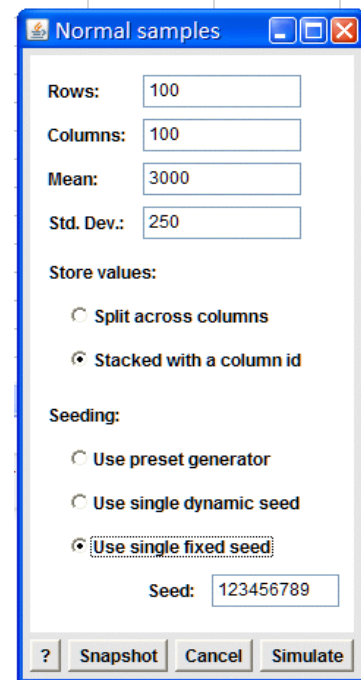 Normal samples
Rows: 100
Columns: 100
Mean: 3000
Std. Dev.: 250
Store values:
Split across columns
Stacked with a column id
Seeding:
Use preset generator
Use single dynamic seed
Use single fixed seed
Seed: 123456789
? Snapshot Cancel Simulate